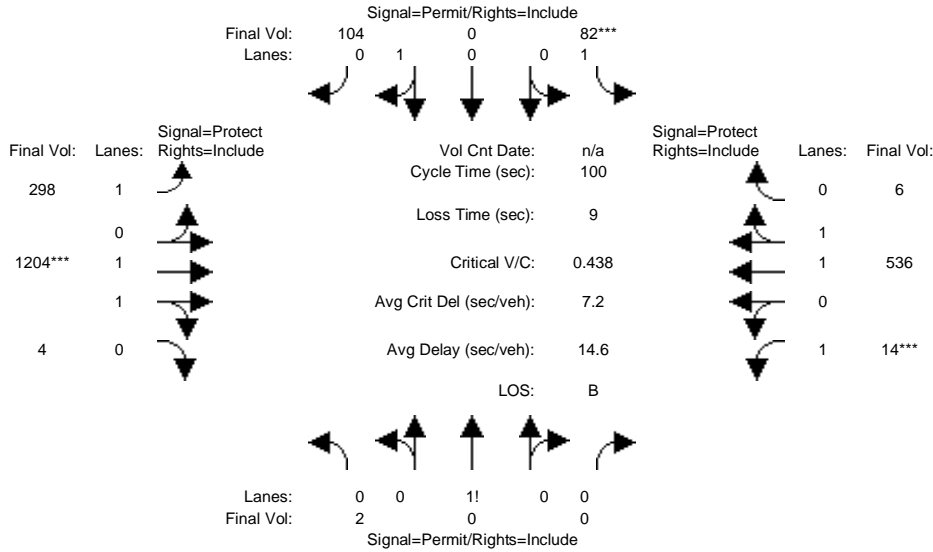 Signal=Permit/Rights=Include
Final Vol: 104 0 82***
Lanes: 0 1 0 0 1
Signal=Protect
Final Vol: Lanes: Rights=Include
Vol Cnt Date: n/a
Cycle Time (sec): 100
Signal=Protect
Rights=Include Lanes: Final Vol:
298 1
0 6
Loss Time (sec): 9
0
1
1204*** 1
Critical V/C: 0.438
1 536
1
Avg Crit Del (sec/veh): 7.2
0
4 0
Avg Delay (sec/veh): 14.6
1 14***
LOS: B
Lanes: 0 0 1! 0 0
Final Vol: 2 0 0
Signal=Permit/Rights=Include